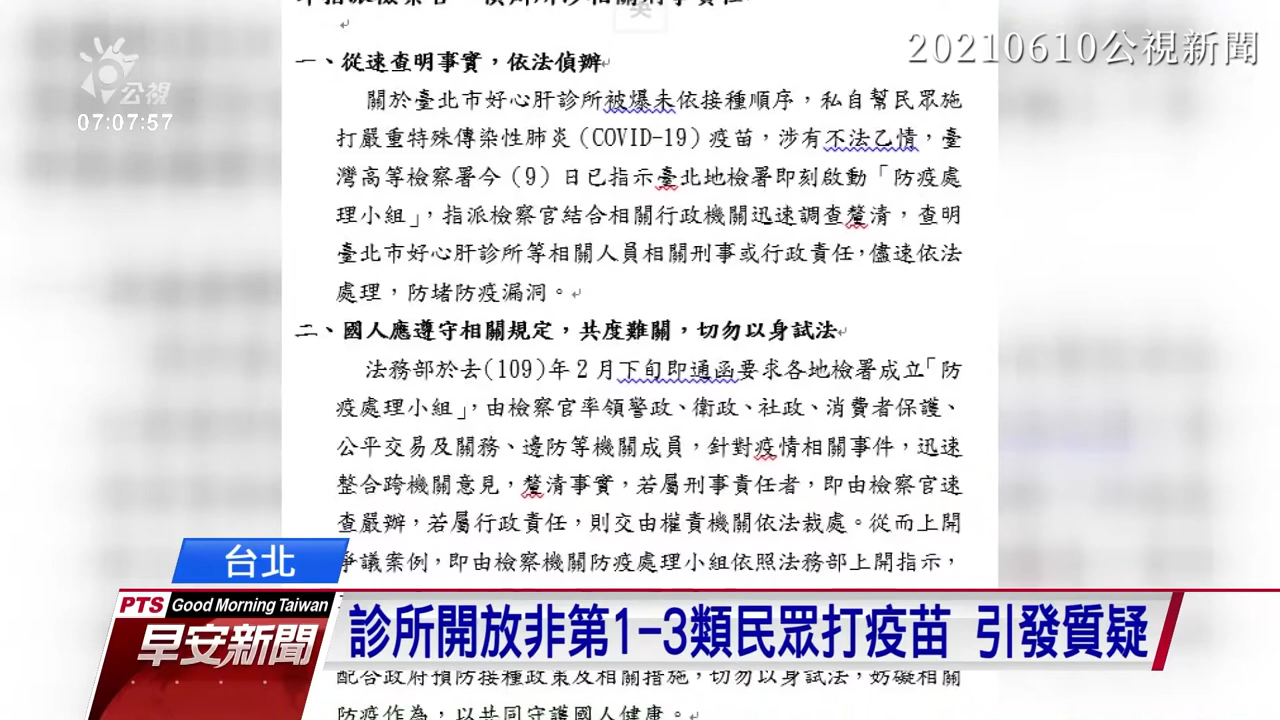 20210610公視新聞
公視
07:07:57
一、從速查明事實，依法偵辦
關於臺北市好心肝診所被爆未依接種順序，私自幫民眾施
打嚴重特殊傳染性肺炎（COVID-19）疫苗，涉有不法乙情，臺
灣高等檢察署今（9）日已指示臺北地檢署即刻啟動「防疫處
理小組」，指派檢察官結合相關行政機關迅速調查釐清，查明
臺北市好心肝診所等相關人員相關刑事或行政責任，儘速依法
處理，防堵防疫漏洞。
二、國人應遵守相關規定，共度難關，切勿以身試法
法務部於去(109)年2月下旬即通函要求各地檢署成立「防
疫處理小組」，由檢察官率領警政、衛政、社政、消費者保護、
公平交易及關務、邊防等機關成員，針對疫情相關事件，迅速
整合跨機關意見，釐清事實，若屬刑事責任者，即由檢察官速
查嚴辦，若屬行政責任，則交由權責機關依法裁處。從而上開
爭議案例，即由檢察機關防疫處理小組依照法務部上開指示，
台北
PTS Good Morning Taiwan
早安新聞
診所開放非第1-3類民眾打疫苗 引發質疑
配合政府預防接種政策及相關措施，切勿以身試法，妨礙相關
防疫作為，以共同守護國人健康。